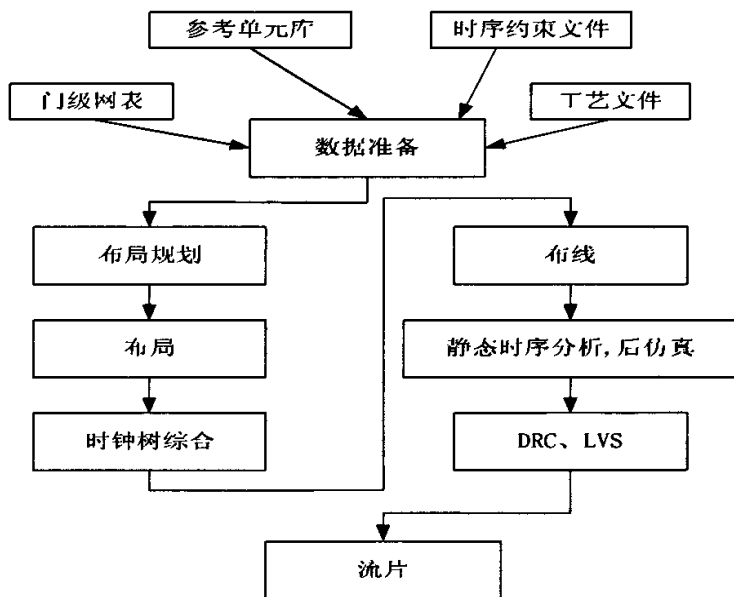 参考单元库
时序约束文件
门级网表
工艺文件
数据准备
布局规划
布线
布局
静态时序分析,后仿真
时钟树综合
DRC、LVS
流片